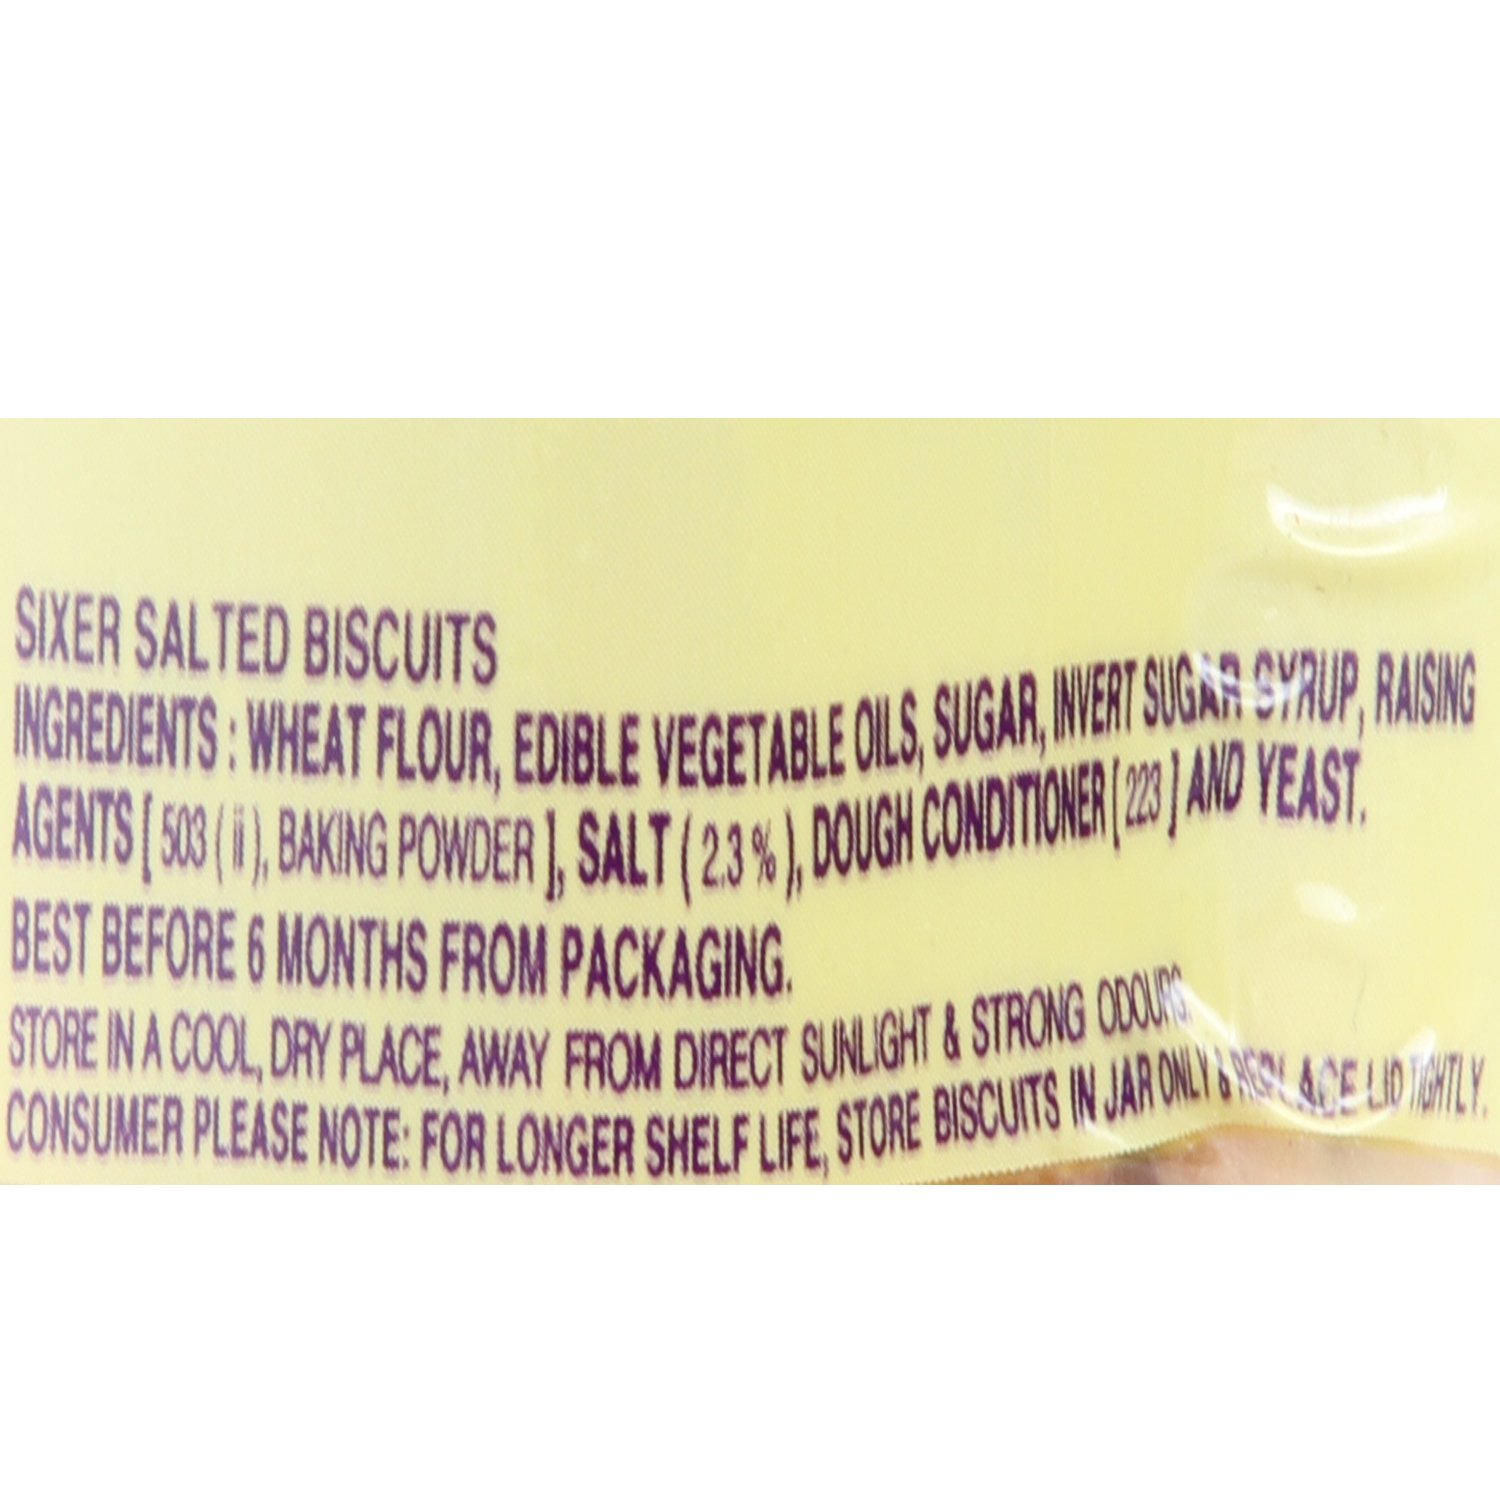 SIXER SALTED BISCUITS
INGREDIENTS : WHEAT FLOUR, EDIBLE VEGETABLE OILS, SUGAR, INVERT SUGAR SYRUP, RAISING
AGENTS [ 503 ( ii ), BAKING POWDER ], SALT ( 2.3 % ), DOUGH CONDITIONER [ 223 ] AND YEAST.
BEST BEFORE 6 MONTHS FROM PACKAGING.
STORE IN A COOL, DRY PLACE, AWAY FROM DIRECT SUNLIGHT & STRONG ODOURS.
CONSUMER PLEASE NOTE: FOR LONGER SHELF LIFE, STORE BISCUITS IN JAR ONLY & REPLACE LID TIGHTLY.